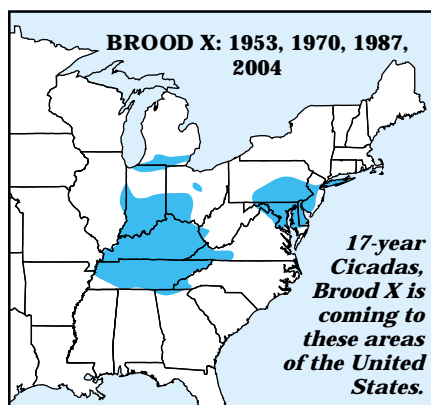 BROOD X: 1953, 1970, 1987,
2004
17-year
Cicadas,
Brood X is
coming to
these areas
of the United
States.